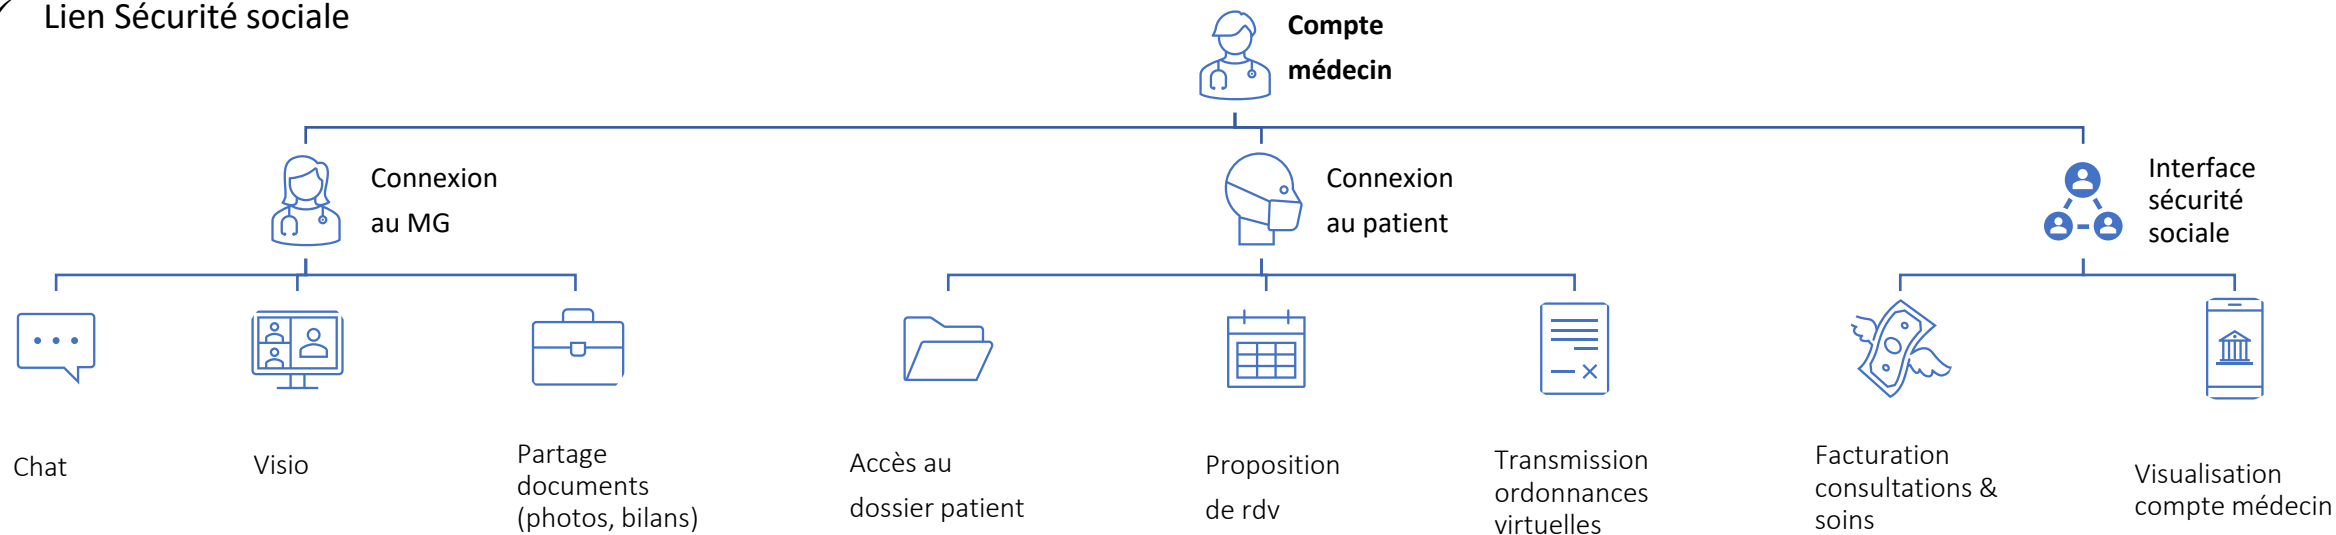 Lien Sécurité sociale
Compte
médecin
Connexion
au MG
Connexion
au patient
Interface
sécurité
sociale
Chat
Visio
Partage
documents
(photos, bilans)
Accès au
dossier patient
Proposition
de rdv
Transmission
ordonnances
virtuelles
Facturation
consultations &
soins
Visualisation
compte médecin